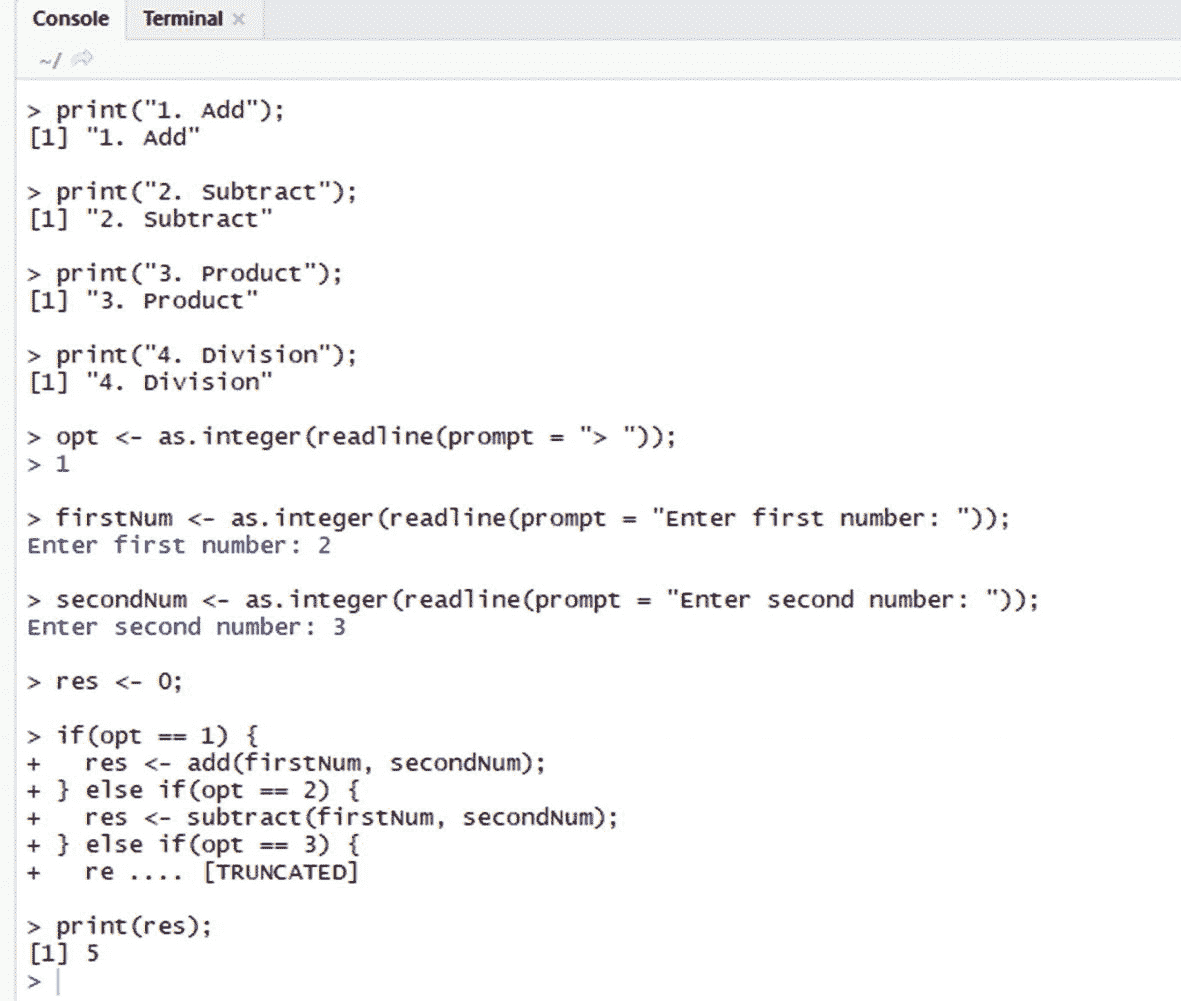 Console Terminal ×
~/
> print("1. Add");
[1] "1. Add"
> print("2. Subtract");
[1] "2. Subtract"
> print("3. Product");
[1] "3. Product"
> print("4. Division");
[1] "4. Division"
> opt <- as.integer(readline(prompt = "> "));
> 1
> firstNum <- as.integer(readline(prompt = "Enter first number: "));
Enter first number: 2
> secondNum <- as.integer(readline(prompt = "Enter second number: "));
Enter second number: 3
> res <- 0;
> if(opt == 1) {
+   res <- add(firstNum, secondNum);
+ } else if(opt == 2) {
+   res <- subtract(firstNum, secondNum);
+ } else if(opt == 3) {
+   re .... [TRUNCATED]
> print(res);
[1] 5
>